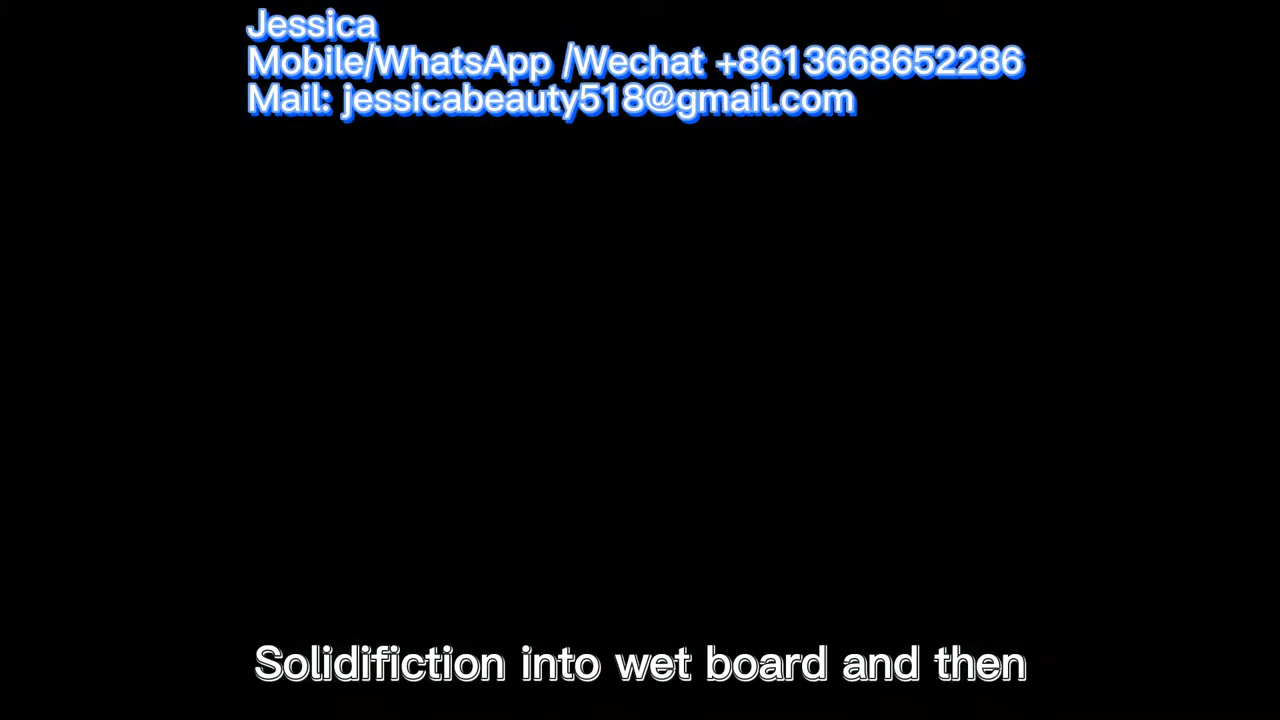 Jessica
Mobile/WhatsApp /Wechat +8613668652286
Mail: jessicabeauty518@gmail.com
Solidifiction into wet board and then